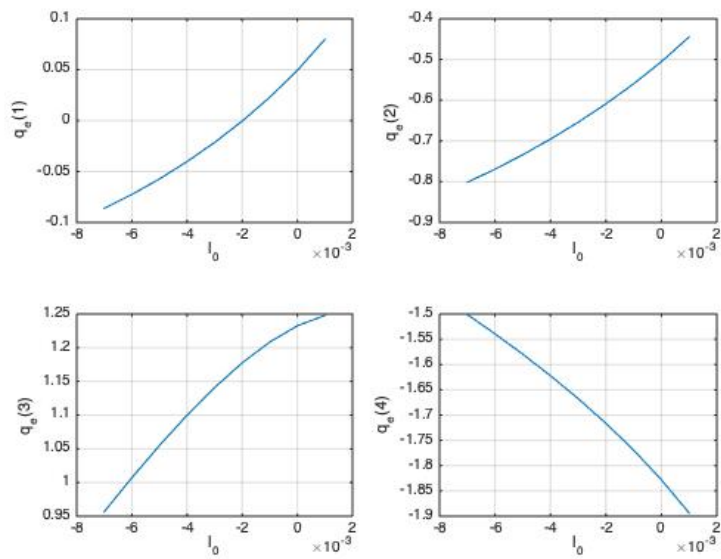 0.1
0.05
0
-0.05
-0.1
q_e(1)
-8 -6 -4 -2 0 2
l_0 ×10^-3
-0.4
-0.5
-0.6
-0.7
-0.8
-0.9
q_e(2)
-8 -6 -4 -2 0 2
l_0 ×10^-3
1.25
1.2
1.15
1.1
1.05
1
0.95
q_e(3)
-8 -6 -4 -2 0 2
l_0 ×10^-3
-1.5
-1.55
-1.6
-1.65
-1.7
-1.75
-1.8
-1.85
-1.9
q_e(4)
-8 -6 -4 -2 0 2
l_0 ×10^-3